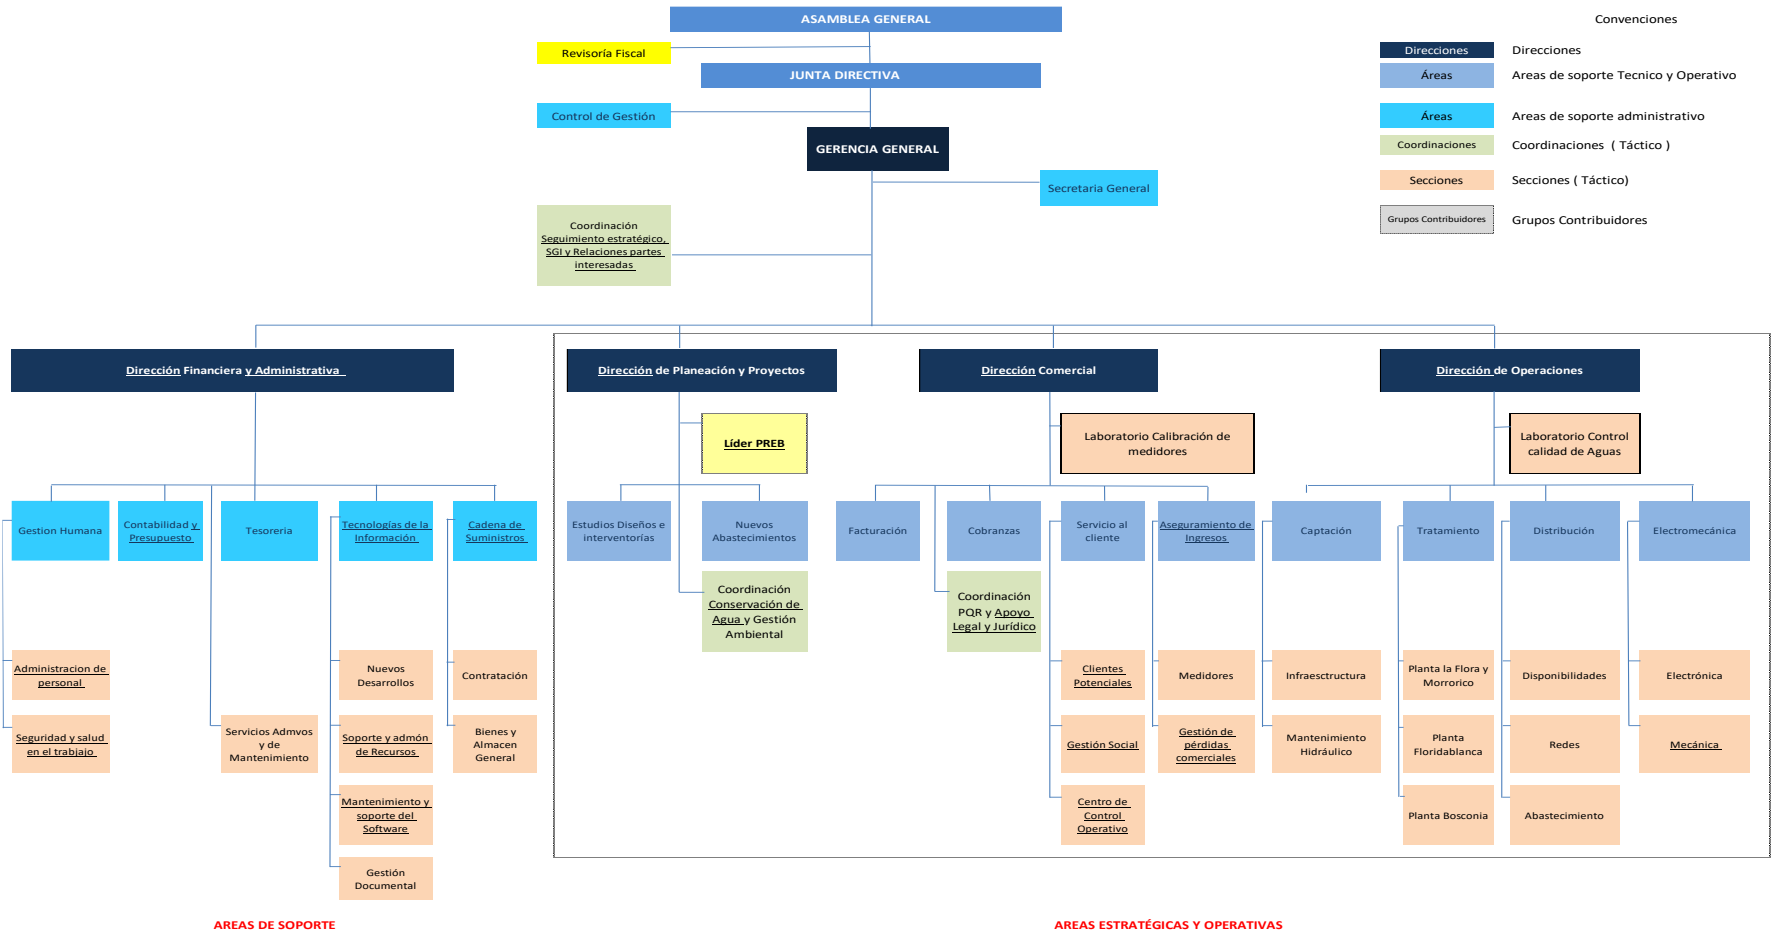 ASAMBLEA GENERAL
Convenciones
Revisoría Fiscal
JUNTA DIRECTIVA
Control de Gestión
GERENCIA GENERAL
Secretaria General
Coordinación
Seguimiento estratégico,
SGI y Relaciones partes
interesadas
Direcciones
Direcciones
Áreas
Areas de soporte Tecnico y Operativo
Áreas
Areas de soporte administrativo
Coordinaciones
Coordinaciones ( Táctico )
Secciones
Secciones ( Táctico)
Grupos Contribuidores
Grupos Contribuidores
Dirección Financiera y Administrativa
Dirección de Planeación y Proyectos
Dirección Comercial
Dirección de Operaciones
Líder PREB
Laboratorio Calibración de
medidores
Laboratorio Control
calidad de Aguas
Gestion Humana
Contabilidad y
Presupuesto
Tesoreria
Tecnologías de la
Información
Cadena de
Suministros
Estudios Diseños e
interventorías
Nuevos
Abastecimientos
Facturación
Cobranzas
Servicio al
cliente
Aseguramiento de
Ingresos
Captación
Tratamiento
Distribución
Electromecánica
Coordinación
Conservación de
Agua y Gestión
Ambiental
Coordinación
PQR y Apoyo
Legal y Jurídico
Administracion de
personal
Nuevos
Desarrollos
Contratación
Clientes
Potenciales
Medidores
Infraesctructura
Planta la Flora y
Morrorico
Disponibilidades
Electrónica
Seguridad y salud
en el trabjajo
Servicios Admvos
y de
Mantenimiento
Soporte y admón
de Recursos
Bienes y
Almacen
General
Gestión Social
Gestión de
pérdidas
comerciales
Mantenimiento
Hidráulico
Planta
Floridablanca
Redes
Mecánica
Mantenimiento y
soporte del
Software
Centro de
Control
Operativo
Planta Bosconia
Abastecimiento
Gestión
Documental
AREAS DE SOPORTE
AREAS ESTRATÉGICAS Y OPERATIVAS